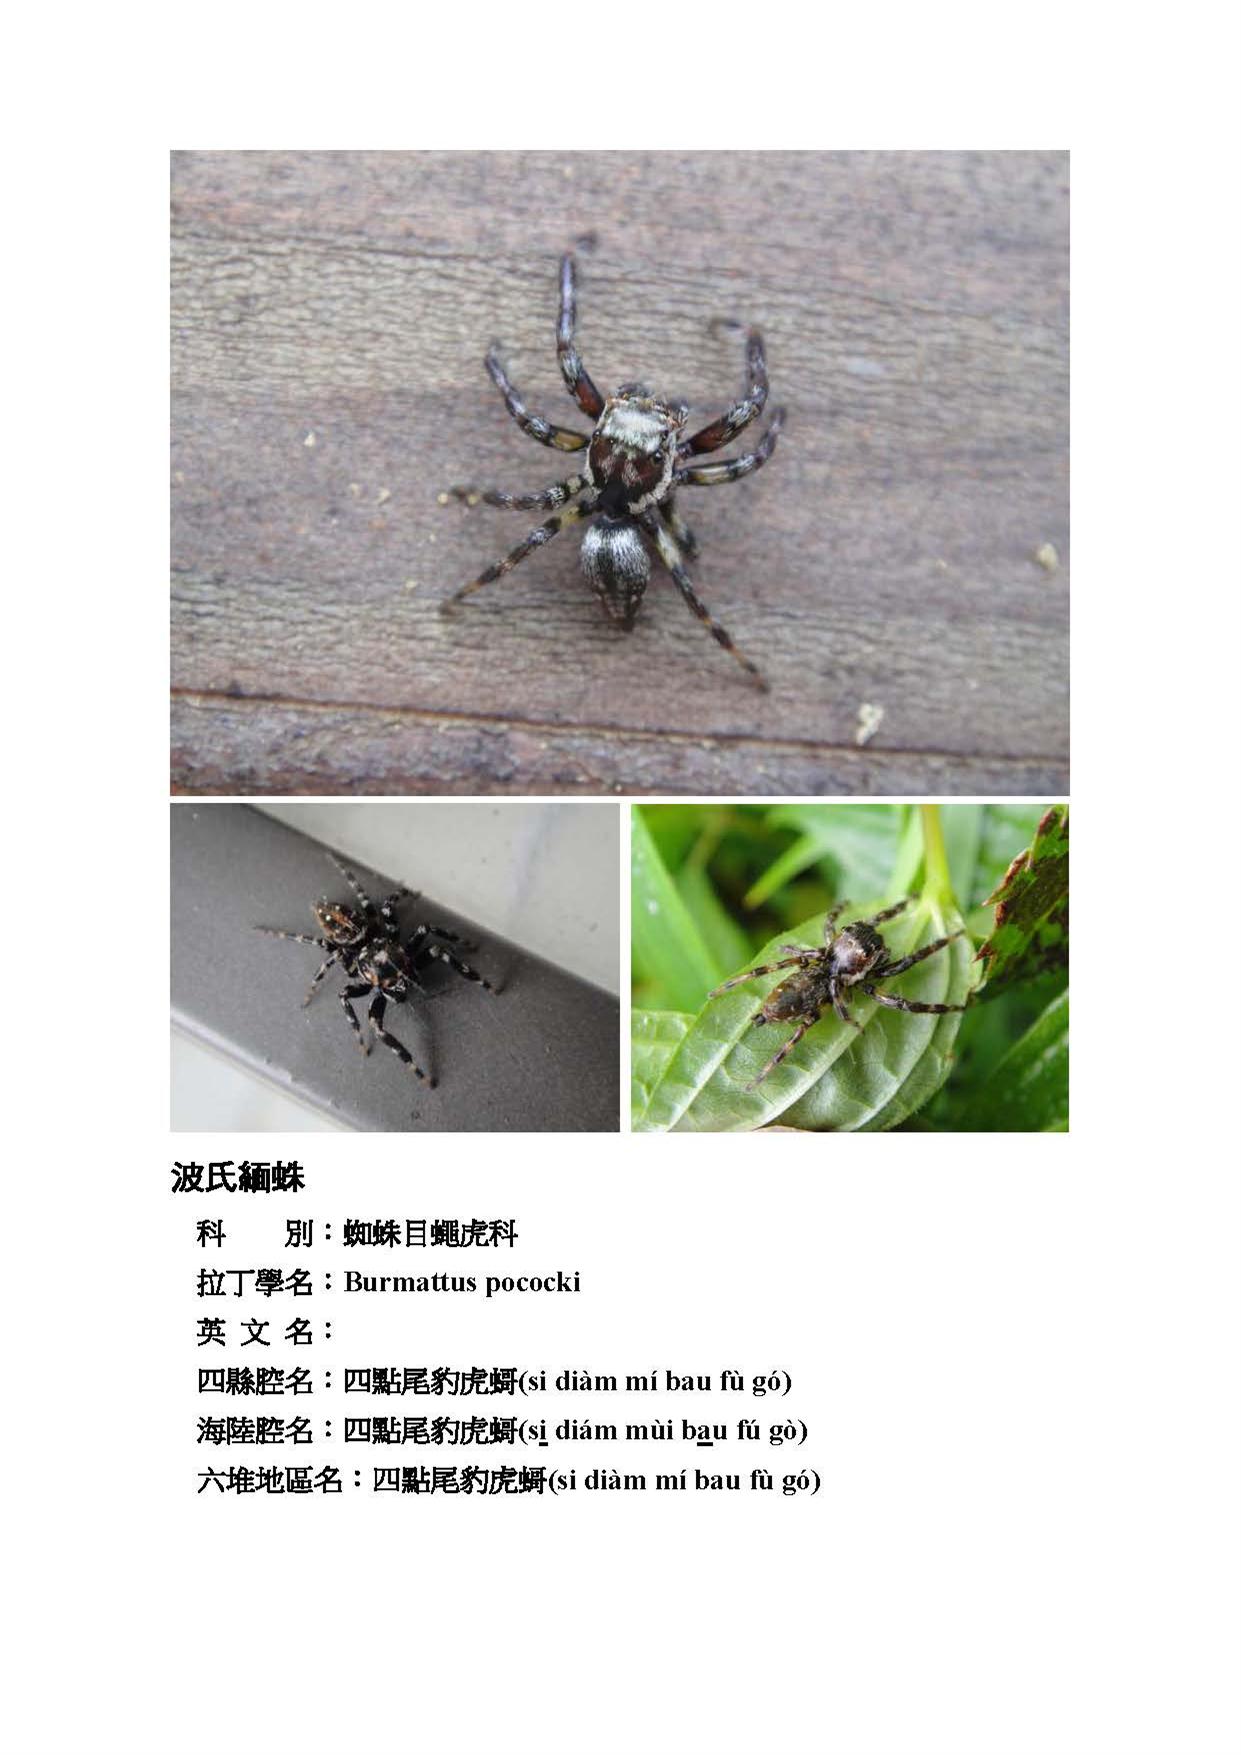 波氏緬蛛
科　　別：蜘蛛目蠅虎科
拉丁學名：Burmattus pococki
英 文 名：
四縣腔名：四點尾豹虎蝒(si diàm mí bau fù gó)
海陸腔名：四點尾豹虎蝒(si diám mùi bau fú gò)
六堆地區名：四點尾豹虎蝒(si diàm mí bau fù gó)